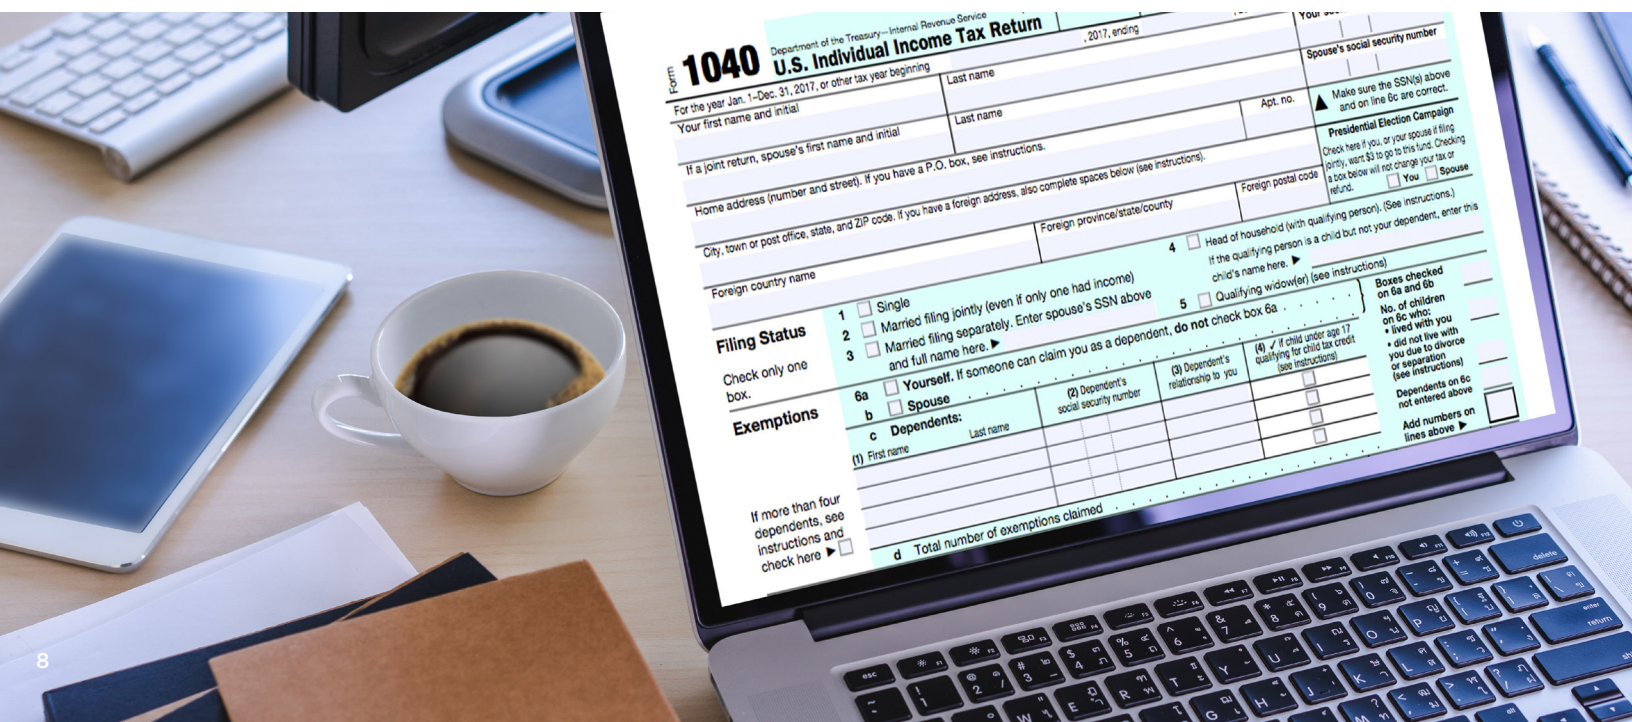 Form 1040
Department of the Treasury—Internal Revenue Service
U.S. Individual Income Tax Return
For the year Jan. 1–Dec. 31, 2017, or other tax year beginning
, 2017, ending
Your first name and initial
Last name
If a joint return, spouse's first name and initial
Last name
Spouse's social security number
Home address (number and street). If you have a P.O. box, see instructions.
Apt. no.
▲ Make sure the SSN(s) above
and on line 6c are correct.
City, town or post office, state, and ZIP code. If you have a foreign address, also complete spaces below (see instructions).
Presidential Election Campaign
Check here if you, or your spouse if filing
jointly, want $3 to go to this fund. Checking
a box below will not change your tax or
refund.
You
Spouse
Foreign country name
Foreign province/state/county
Foreign postal code
Filing Status
Check only one
box.
1 Single
2 Married filing jointly (even if only one had income)
3 Married filing separately. Enter spouse's SSN above
and full name here. ▶
4 Head of household (with qualifying person). (See instructions.)
If the qualifying person is a child but not your dependent, enter this
child's name here. ▶
5 Qualifying widow(er) (see instructions)
Exemptions
6a Yourself. If someone can claim you as a dependent, do not check box 6a
b Spouse
c Dependents:
(1) First name
Last name
(2) Dependent's
social security number
(3) Dependent's
relationship to you
(4) ✓ if child under age 17
qualifying for child tax credit
(see instructions)
If more than four
dependents, see
instructions and
check here ▶
d Total number of exemptions claimed
Boxes checked
on 6a and 6b
No. of children
on 6c who:
• lived with you
• did not live with
you due to divorce
or separation
(see instructions)
Dependents on 6c
not entered above
Add numbers on
lines above ▶
esc
delete
enter
return
8